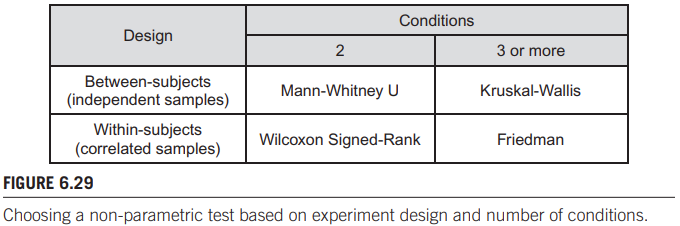 Design
Conditions
2
3 or more
Between-subjects
(independent samples)
Mann-Whitney U
Kruskal-Wallis
Within-subjects
(correlated samples)
Wilcoxon Signed-Rank
Friedman
FIGURE 6.29
Choosing a non-parametric test based on experiment design and number of conditions.